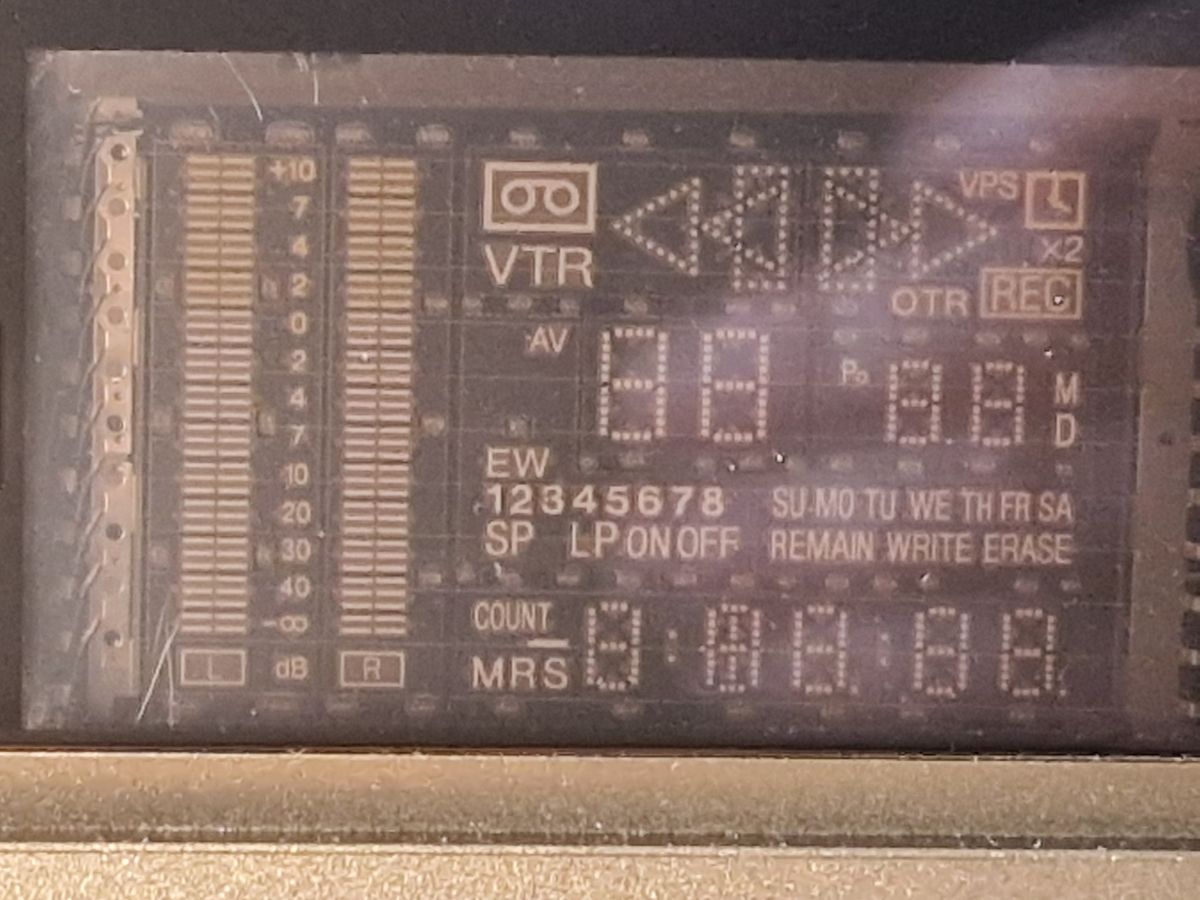 +10
7
4
2
0
2
4
7
10
20
30
40
-∞
L dB R
VTR
VPS
X2
OTR REC
AV
M
D
EW
12345678 SU MO TU WE TH FR SA
SP LP ON OFF REMAIN WRITE ERASE
COUNT
MRS